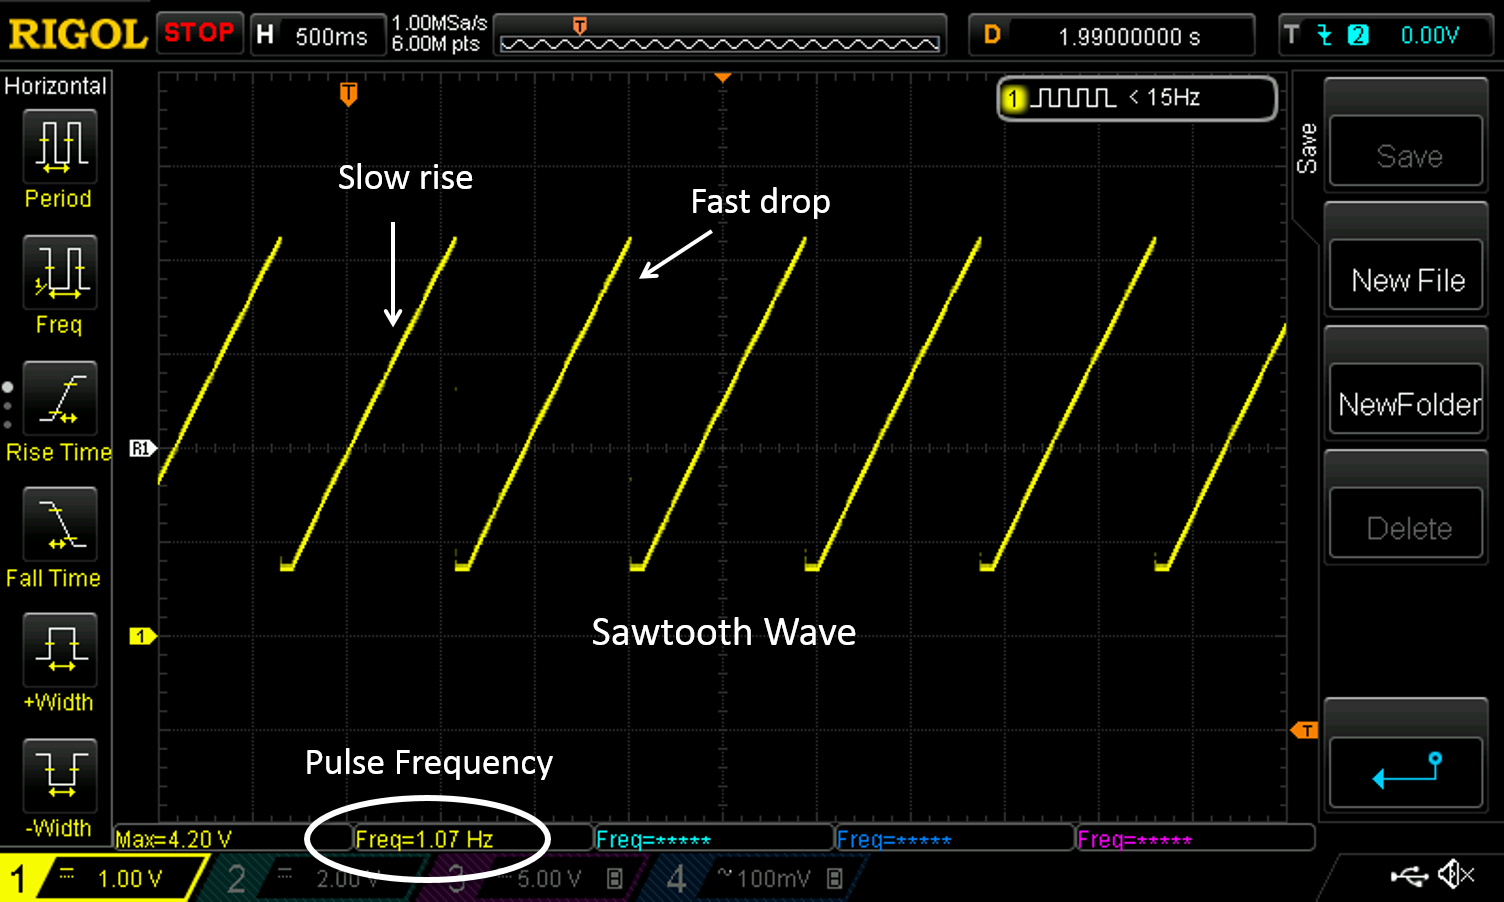 RIGOL STOP H 500ms 1.00MSa/s 6.00M pts T D 1.99000000 s T 2 0.00V
Horizontal
Period
1/ Freq
Rise Time
Fall Time
+Width
-Width
T
1 < 15Hz
Slow rise
Fast drop
R1
1
Sawtooth Wave
T
Pulse Frequency
Save
Save
New File
NewFolder
Delete
Max=4.20 V Freq=1.07 Hz Freq=***** Freq=***** Freq=*****
1 1.00 V 2 2.00V 3 5.00 V B 4 ~100mV B